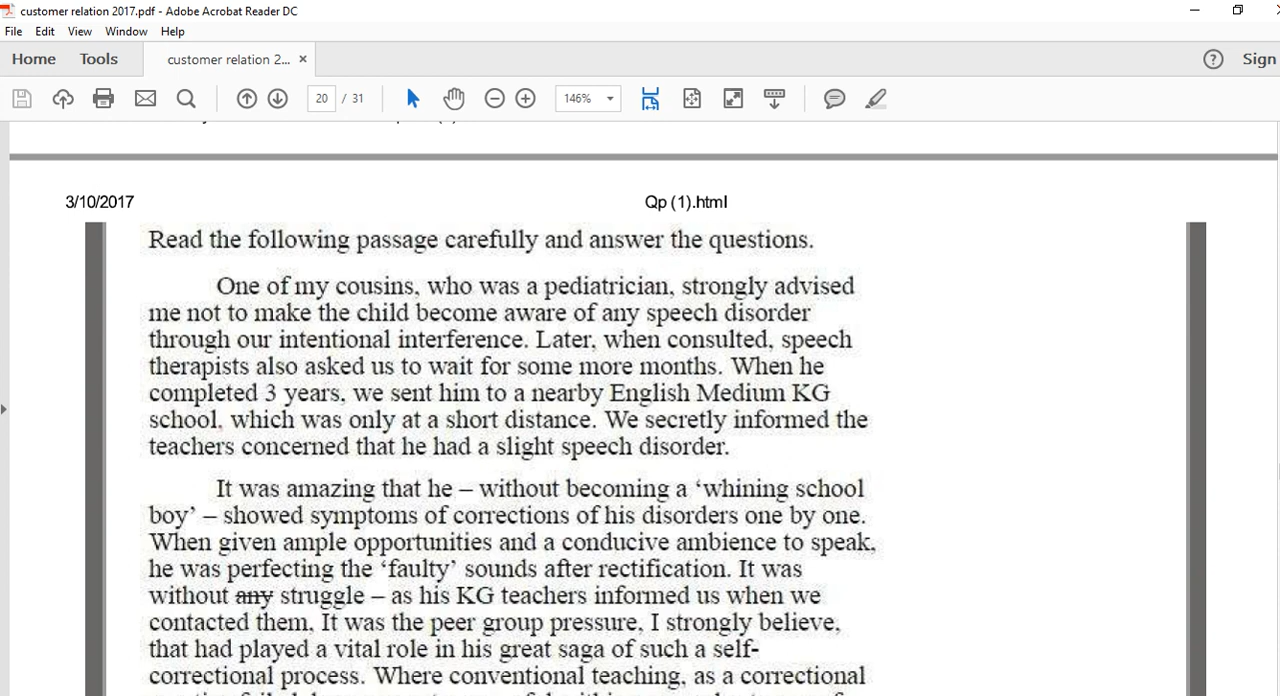 customer relation 2017.pdf - Adobe Acrobat Reader DC
File Edit View Window Help
Home Tools customer relation 2... × ? Sign
20 / 31 146%
3/10/2017 Qp (1).html
Read the following passage carefully and answer the questions.
One of my cousins, who was a pediatrician, strongly advised
me not to make the child become aware of any speech disorder
through our intentional interference. Later, when consulted, speech
therapists also asked us to wait for some more months. When he
completed 3 years, we sent him to a nearby English Medium KG
school, which was only at a short distance. We secretly informed the
teachers concerned that he had a slight speech disorder.
It was amazing that he – without becoming a ‘whining school
boy’ – showed symptoms of corrections of his disorders one by one.
When given ample opportunities and a conducive ambience to speak,
he was perfecting the ‘faulty’ sounds after rectification. It was
without any struggle – as his KG teachers informed us when we
contacted them, It was the peer group pressure, I strongly believe,
that had played a vital role in his great saga of such a self-
correctional process. Where conventional teaching, as a correctional